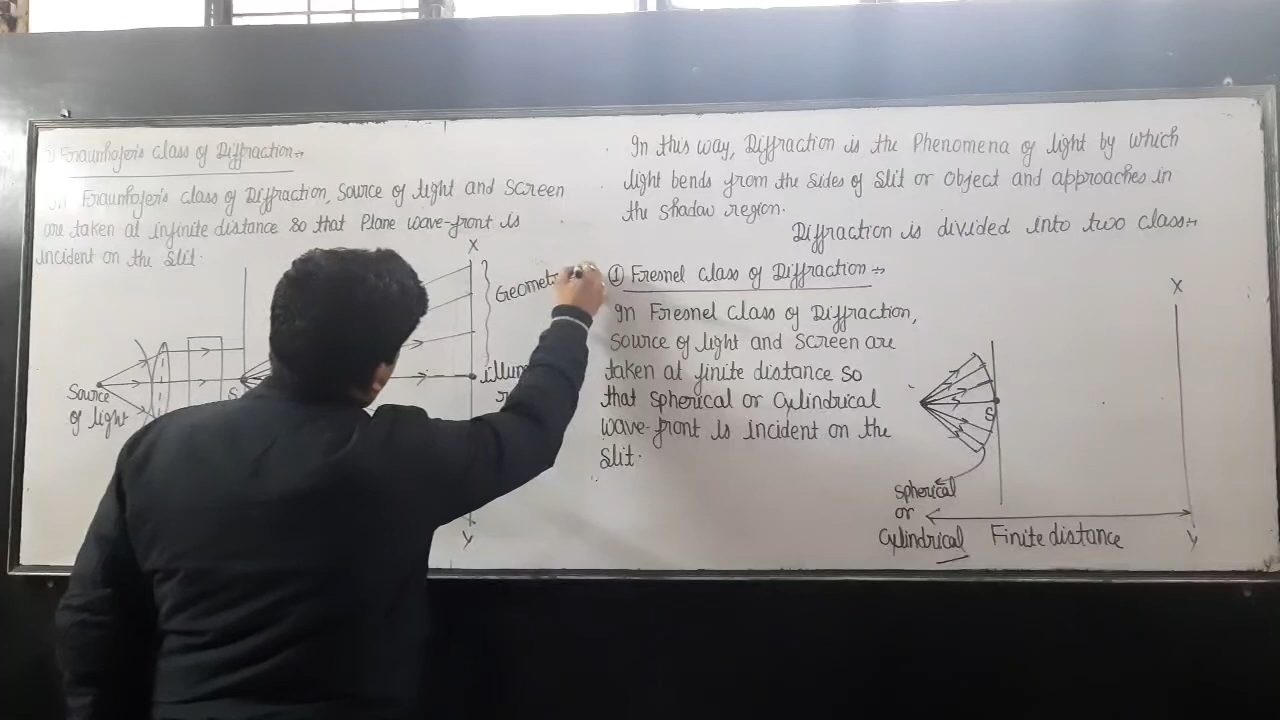 Fraunhofer's Class of Diffraction→
In Fraunhofer's Class of Diffraction, Source of light and Screen
are taken at infinite distance so that Plane wave-front is
incident on the Slit.
X
Geomet
Source
of light
S
Y
In this way, Diffraction is the Phenomena of light by which
light bends from the sides of Slit or Object and approaches in
the shadow region.
Diffraction is divided into two class→
① Fresnel Class of Diffraction→
In Fresnel Class of Diffraction,
Source of light and Screen are
taken at finite distance so
that Spherical or Cylindrical
wave-front is incident on the
Slit.
X
S
Spherical
or
Cylindrical
Finite distance
Y